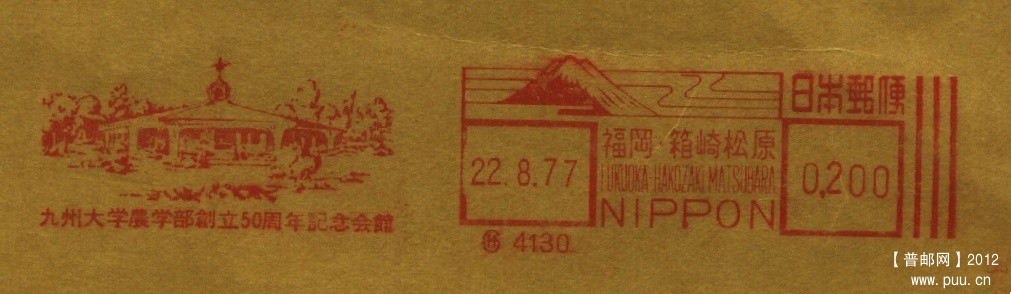 九州大学農学部創立50周年記念会館
日本郵便
福岡・箱崎松原
FUKUOKA-HAKOZAKI MATSUBARA
22.8.77
0,200
NIPPON
4130
【普邮网】2012
www.puu.cn